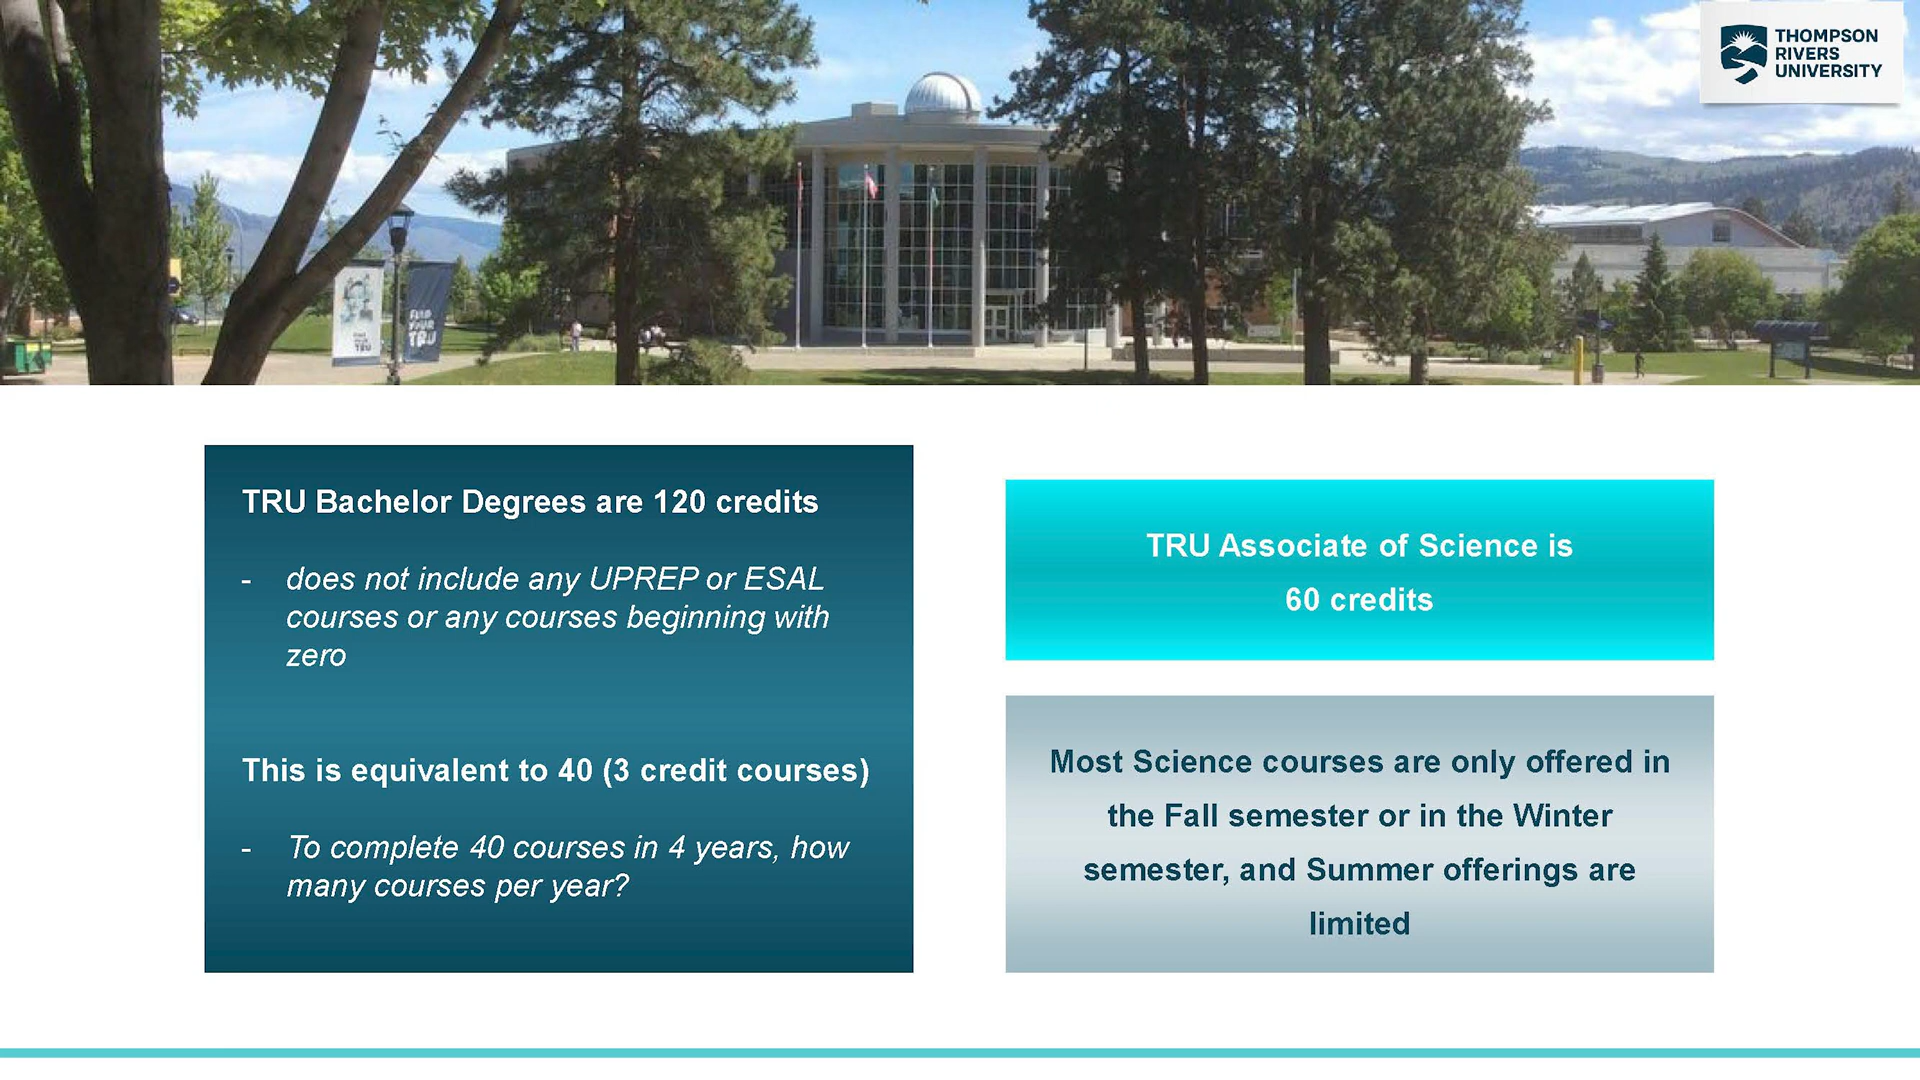 THOMPSON
RIVERS
UNIVERSITY
FIND
YOUR
TRU
TRU Bachelor Degrees are 120 credits
- does not include any UPREP or ESAL
courses or any courses beginning with
zero
This is equivalent to 40 (3 credit courses)
- To complete 40 courses in 4 years, how
many courses per year?
TRU Associate of Science is
60 credits
Most Science courses are only offered in
the Fall semester or in the Winter
semester, and Summer offerings are
limited